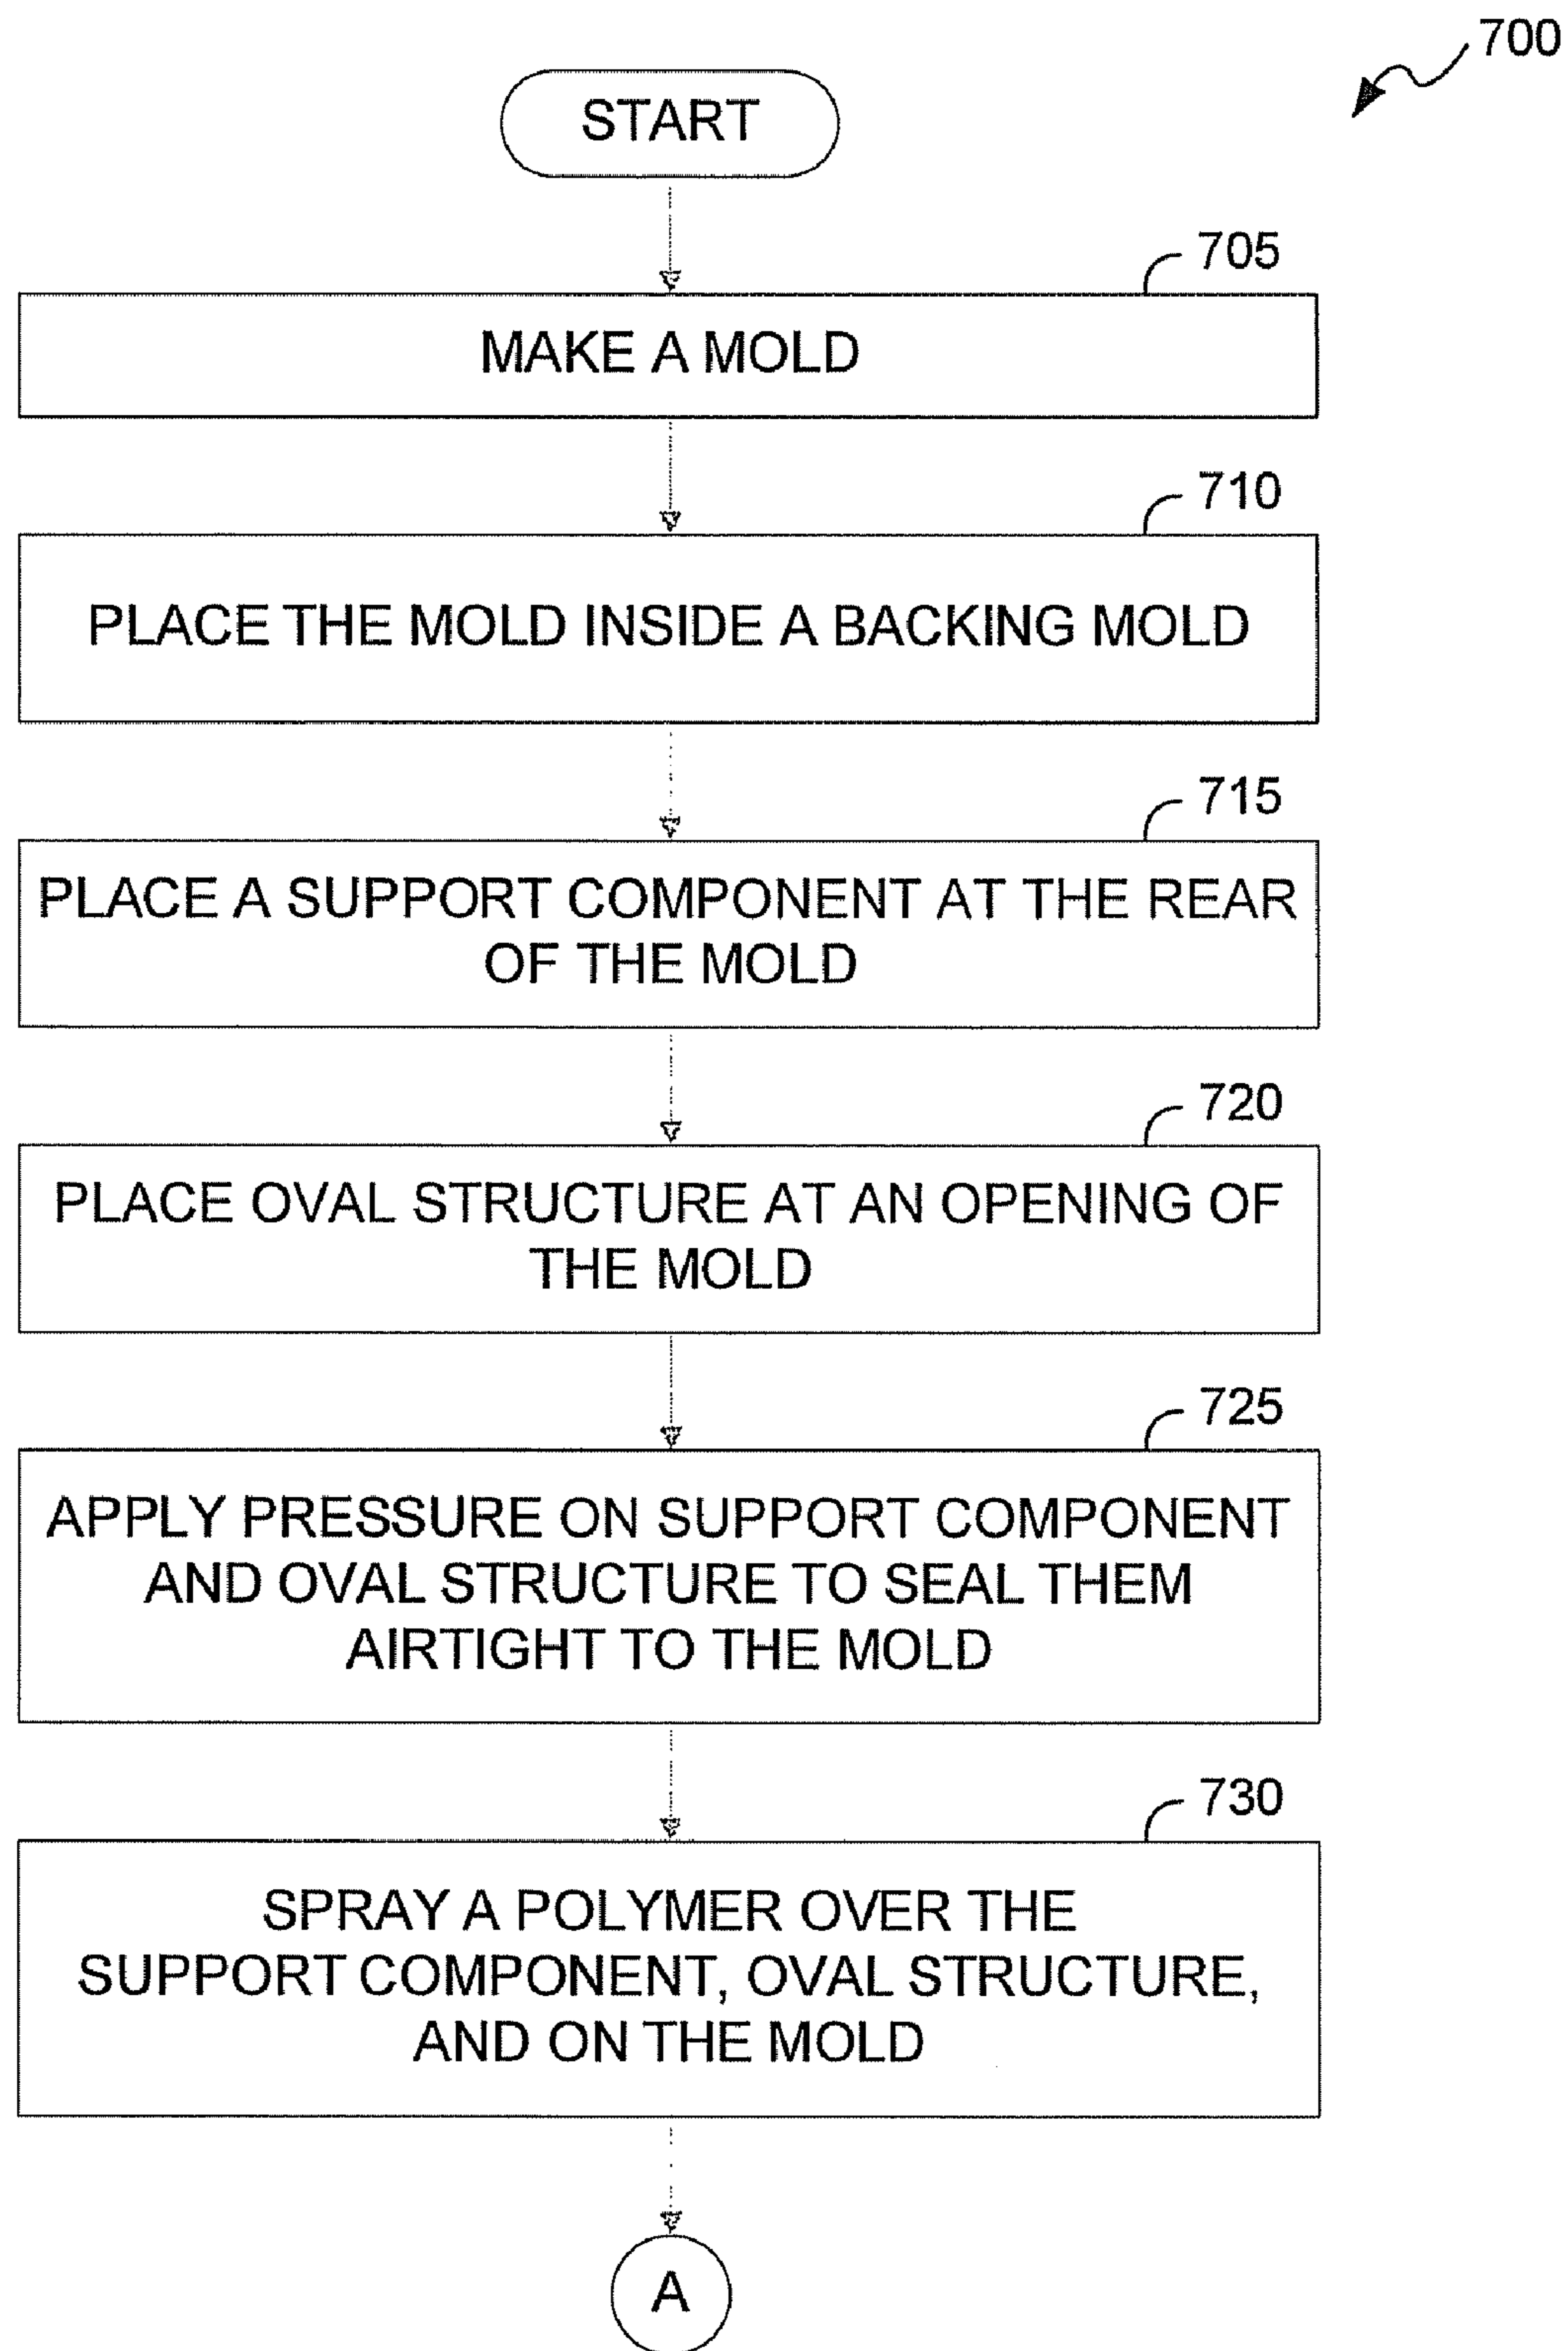 700
START
705
MAKE A MOLD
710
PLACE THE MOLD INSIDE A BACKING MOLD
715
PLACE A SUPPORT COMPONENT AT THE REAR
OF THE MOLD
720
PLACE OVAL STRUCTURE AT AN OPENING OF
THE MOLD
725
APPLY PRESSURE ON SUPPORT COMPONENT
AND OVAL STRUCTURE TO SEAL THEM
AIRTIGHT TO THE MOLD
730
SPRAY A POLYMER OVER THE
SUPPORT COMPONENT, OVAL STRUCTURE,
AND ON THE MOLD
A